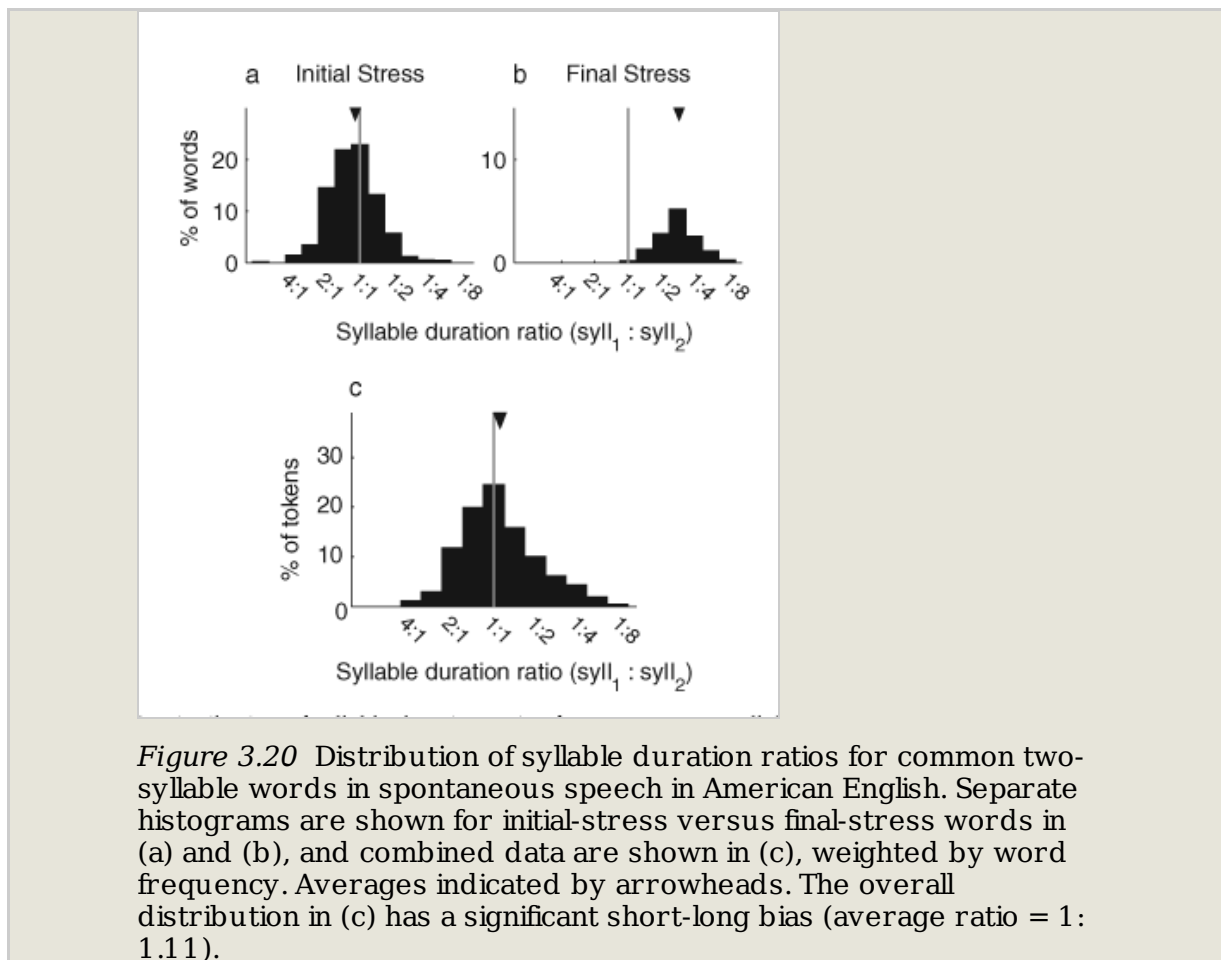 a Initial Stress
b Final Stress
% of words
20
10
0
10
0
4:1 2:1 1:1 1:2 1:4 1:8
4:1 2:1 1:1 1:2 1:4 1:8
Syllable duration ratio (syll1 : syll2)
c
% of tokens
30
20
10
0
4:1 2:1 1:1 1:2 1:4 1:8
Syllable duration ratio (syll1 : syll2)
Figure 3.20 Distribution of syllable duration ratios for common two-
syllable words in spontaneous speech in American English. Separate
histograms are shown for initial-stress versus final-stress words in
(a) and (b), and combined data are shown in (c), weighted by word
frequency. Averages indicated by arrowheads. The overall
distribution in (c) has a significant short-long bias (average ratio = 1:
1.11).